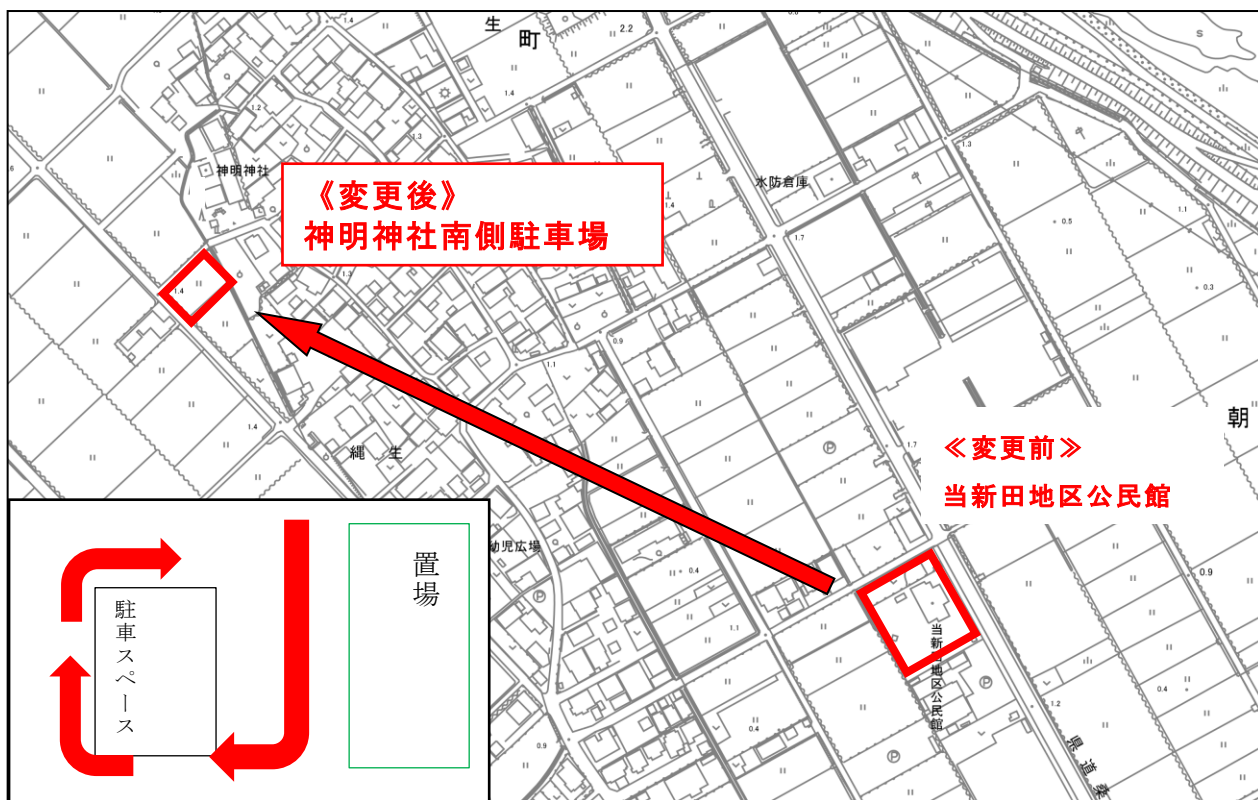 生
町
2.2
1.4
1.2
1.3
1.3
神明神社
水防倉庫
《変更後》
神明神社南側駐車場
1.4
0.5
1.1
1.7
0.3
1.4
1.3
0.9
1.1
1.4
縄生
1.7
朝
≪変更前≫
当新田地区公民館
幼児広場
0.4
0.9
1.1
当新田地区公民館
1.2
0.4
0.4
0.9
県道桑
置場
駐車スペース